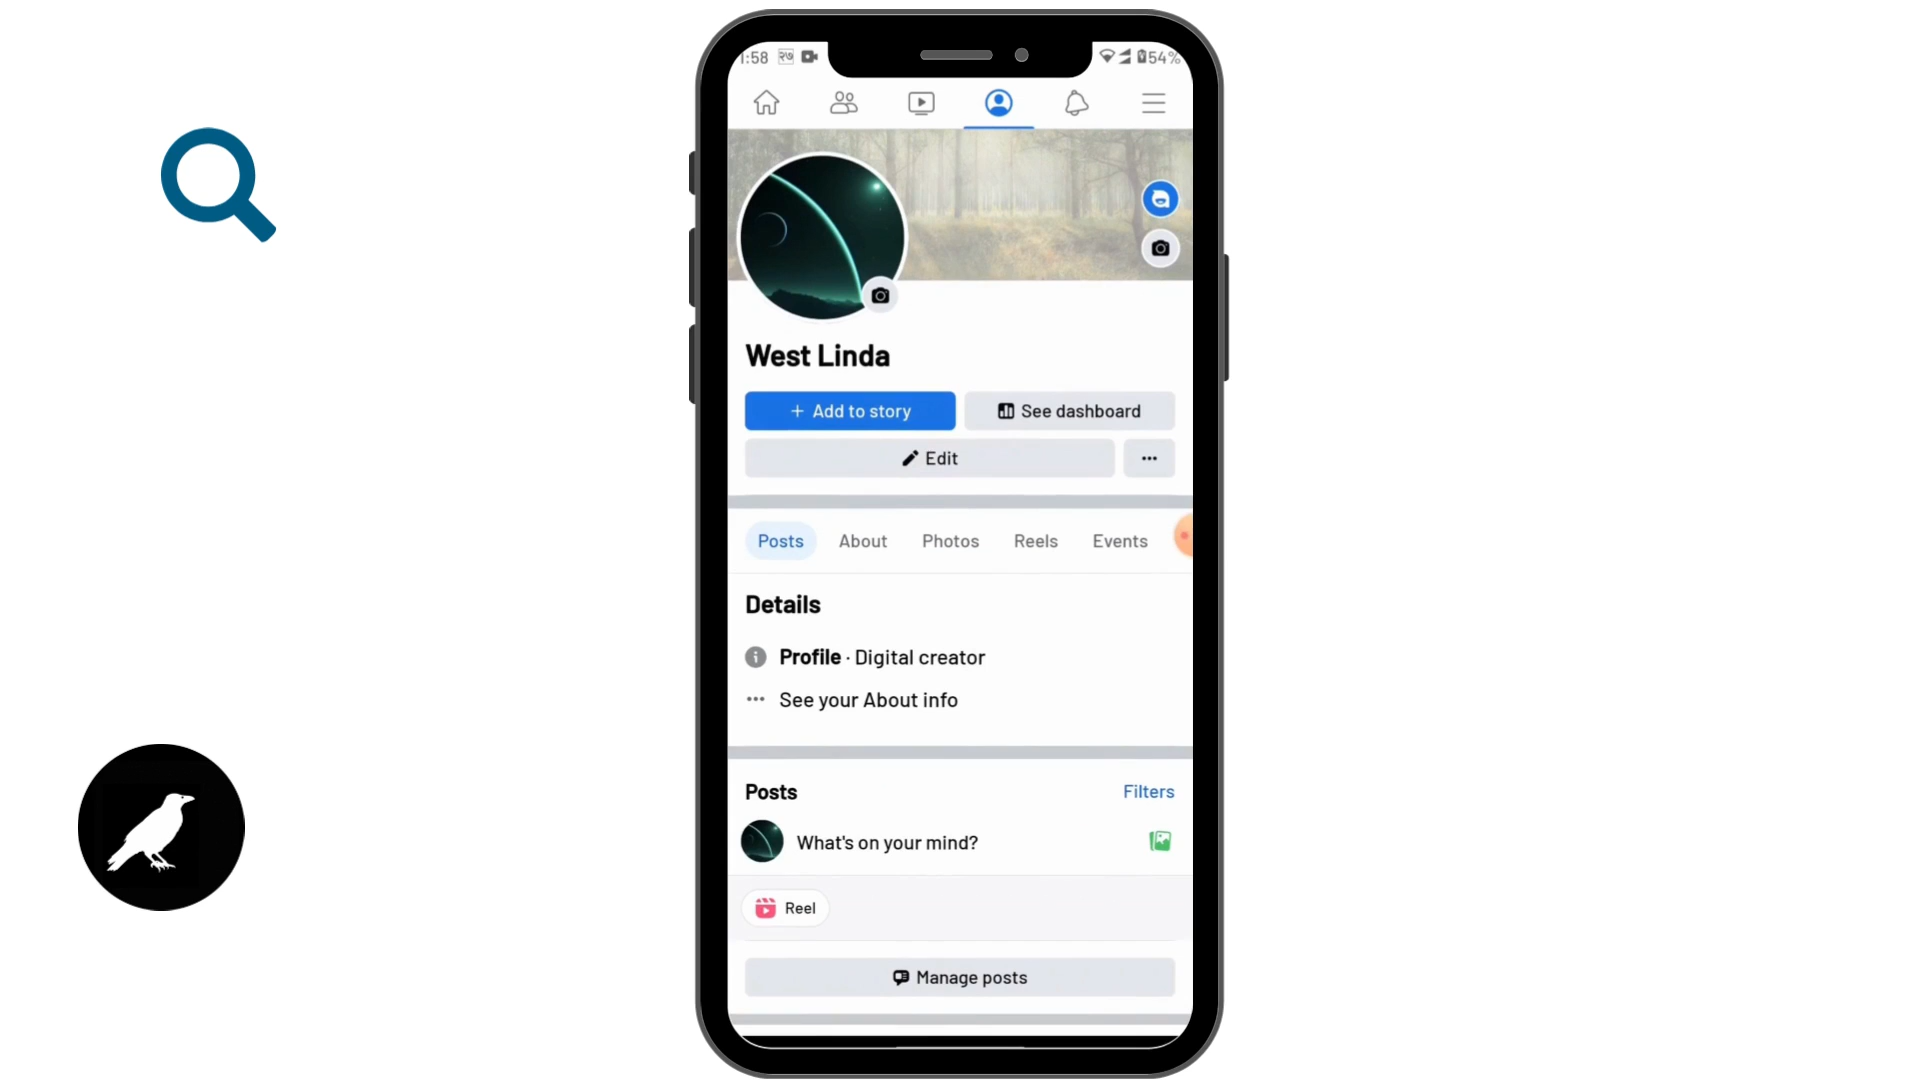 1:58
54%
West Linda
+ Add to story
See dashboard
Edit
Posts
About
Photos
Reels
Events
Details
Profile · Digital creator
See your About info
Posts
Filters
What's on your mind?
Reel
Manage posts